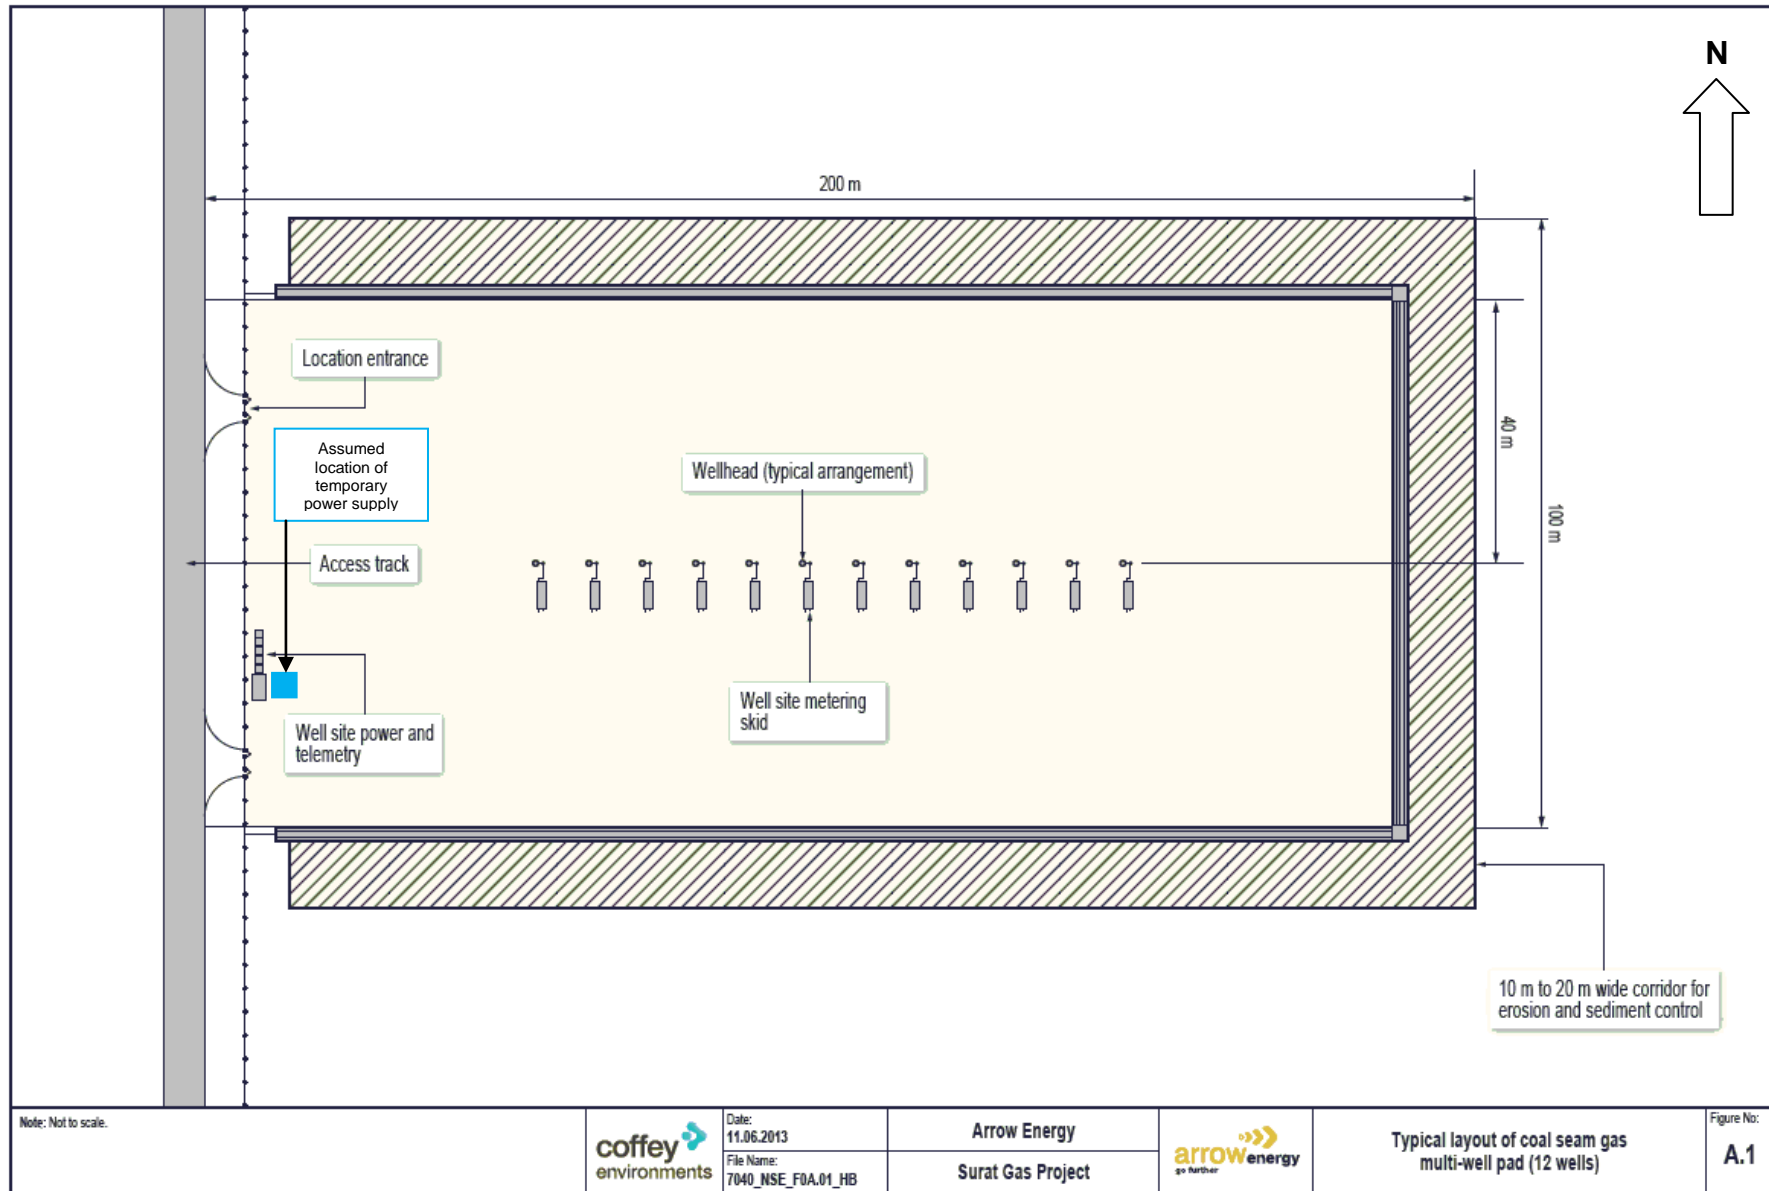 N
200 m
Location entrance
Assumed
location of
temporary
power supply
Wellhead (typical arrangement)
40 m
100 m
Access track
Well site metering
skid
Well site power and
telemetry
10 m to 20 m wide corridor for
erosion and sediment control
Note: Not to scale.
coffey
environments
Date:
11.06.2013
File Name:
7040_NSE_F0A.01_HB
Arrow Energy
Surat Gas Project
arrowenergy
go further
Typical layout of coal seam gas
multi-well pad (12 wells)
Figure No:
A.1